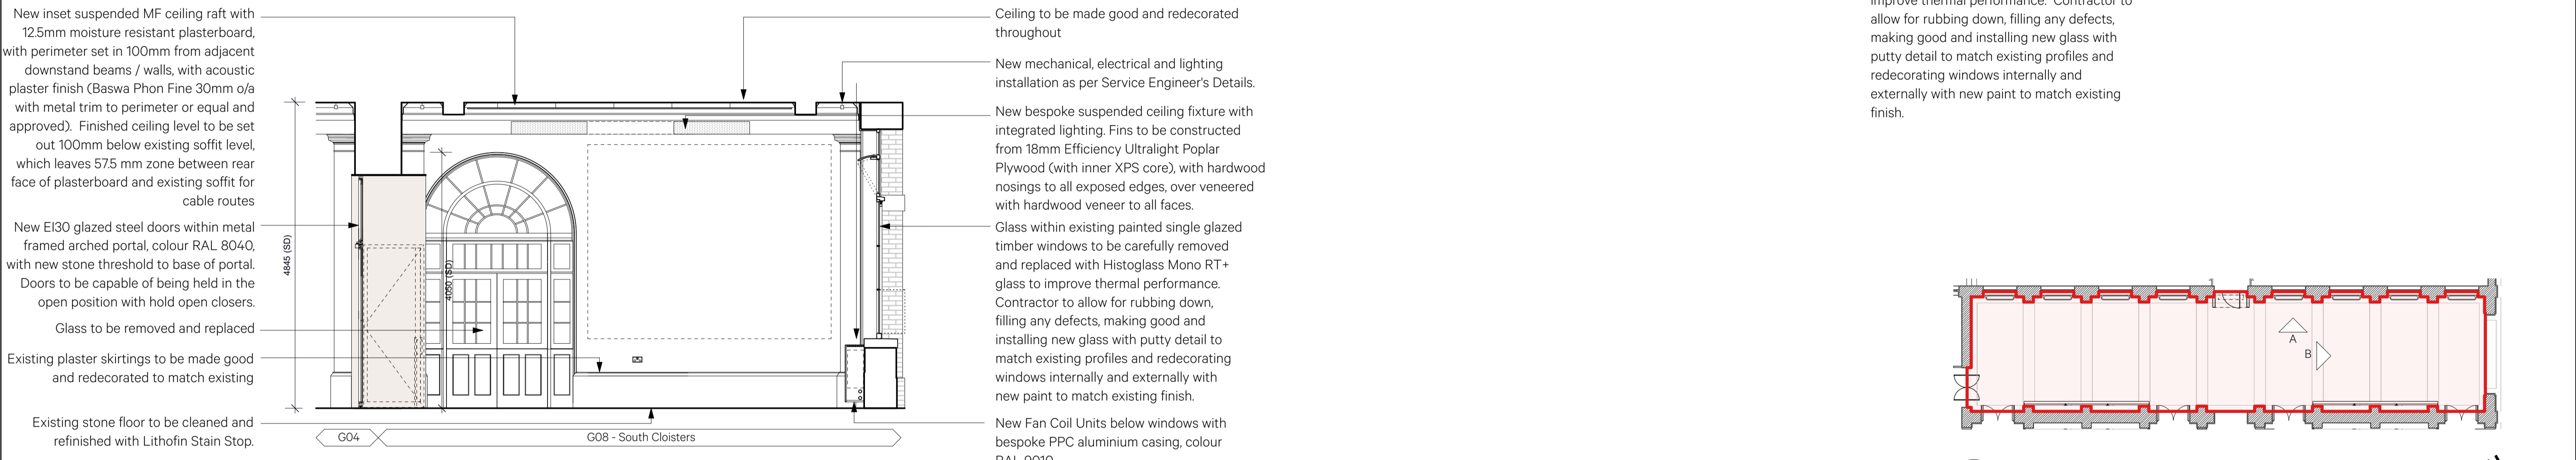 New inset suspended MF ceiling raft with
12.5mm moisture resistant plasterboard,
with perimeter set in 100mm from adjacent
downstand beams / walls, with acoustic
plaster finish (Baswa Phon Fine 30mm o/a
with metal trim to perimeter or equal and
approved).  Finished ceiling level to be set
out 100mm below existing soffit level,
which leaves 57.5 mm zone between rear
face of plasterboard and existing soffit for
cable routes
New EI30 glazed steel doors within metal
framed arched portal, colour RAL 8040,
with new stone threshold to base of portal.
Doors to be capable of being held in the
open position with hold open closers.
Glass to be removed and replaced
Existing plaster skirtings to be made good
and redecorated to match existing
Existing stone floor to be cleaned and
refinished with Lithofin Stain Stop.
4845 (SD)
4050 (SD)
G04
G08 - South Cloisters
Ceiling to be made good and redecorated
throughout
New mechanical, electrical and lighting
installation as per Service Engineer's Details.
New bespoke suspended ceiling fixture with
integrated lighting. Fins to be constructed
from 18mm Efficiency Ultralight Poplar
Plywood (with inner XPS core), with hardwood
nosings to all exposed edges, over veneered
with hardwood veneer to all faces.
Glass within existing painted single glazed
timber windows to be carefully removed
and replaced with Histoglass Mono RT+
glass to improve thermal performance.
Contractor to allow for rubbing down,
filling any defects, making good and
installing new glass with putty detail to
match existing profiles and redecorating
windows internally and externally with
new paint to match existing finish.
New Fan Coil Units below windows with
bespoke PPC aluminium casing, colour
RAL 9010
improve thermal performance.  Contractor to
allow for rubbing down, filling any defects,
making good and installing new glass with
putty detail to match existing profiles and
redecorating windows internally and
externally with new paint to match existing
finish.
A
B